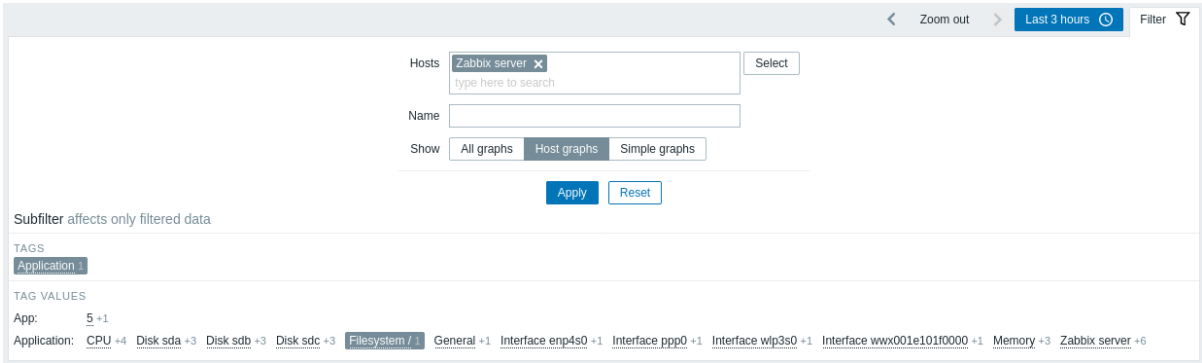 Zoom out Last 3 hours Filter
Hosts Zabbix server Select
type here to search
Name
Show All graphs Host graphs Simple graphs
Apply Reset
Subfilter affects only filtered data
TAGS
Application 1
TAG VALUES
App: 5 +1
Application: CPU +4 Disk sda +3 Disk sdb +3 Disk sdc +3 Filesystem / 1 General +1 Interface enp4s0 +1 Interface ppp0 +1 Interface wlp3s0 +1 Interface wwx001e101f0000 +1 Memory +3 Zabbix server +6